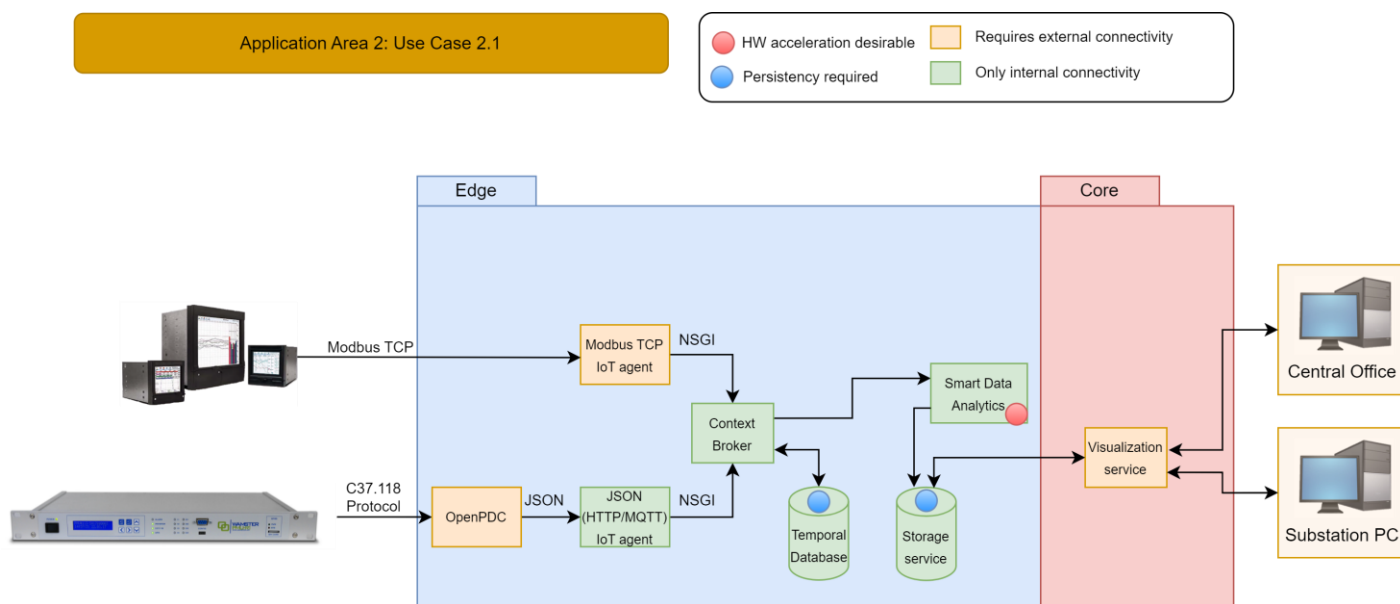 Application Area 2: Use Case 2.1
HW acceleration desirable
Requires external connectivity
Persistency required
Only internal connectivity
Edge
Core
Modbus TCP
Modbus TCP
IoT agent
NSGI
Smart Data
Analytics
Context
Broker
Central Office
Visualization
service
C37.118
Protocol
OpenPDC
JSON
JSON
(HTTP/MQTT)
IoT agent
NSGI
Temporal
Database
Storage
service
Substation PC